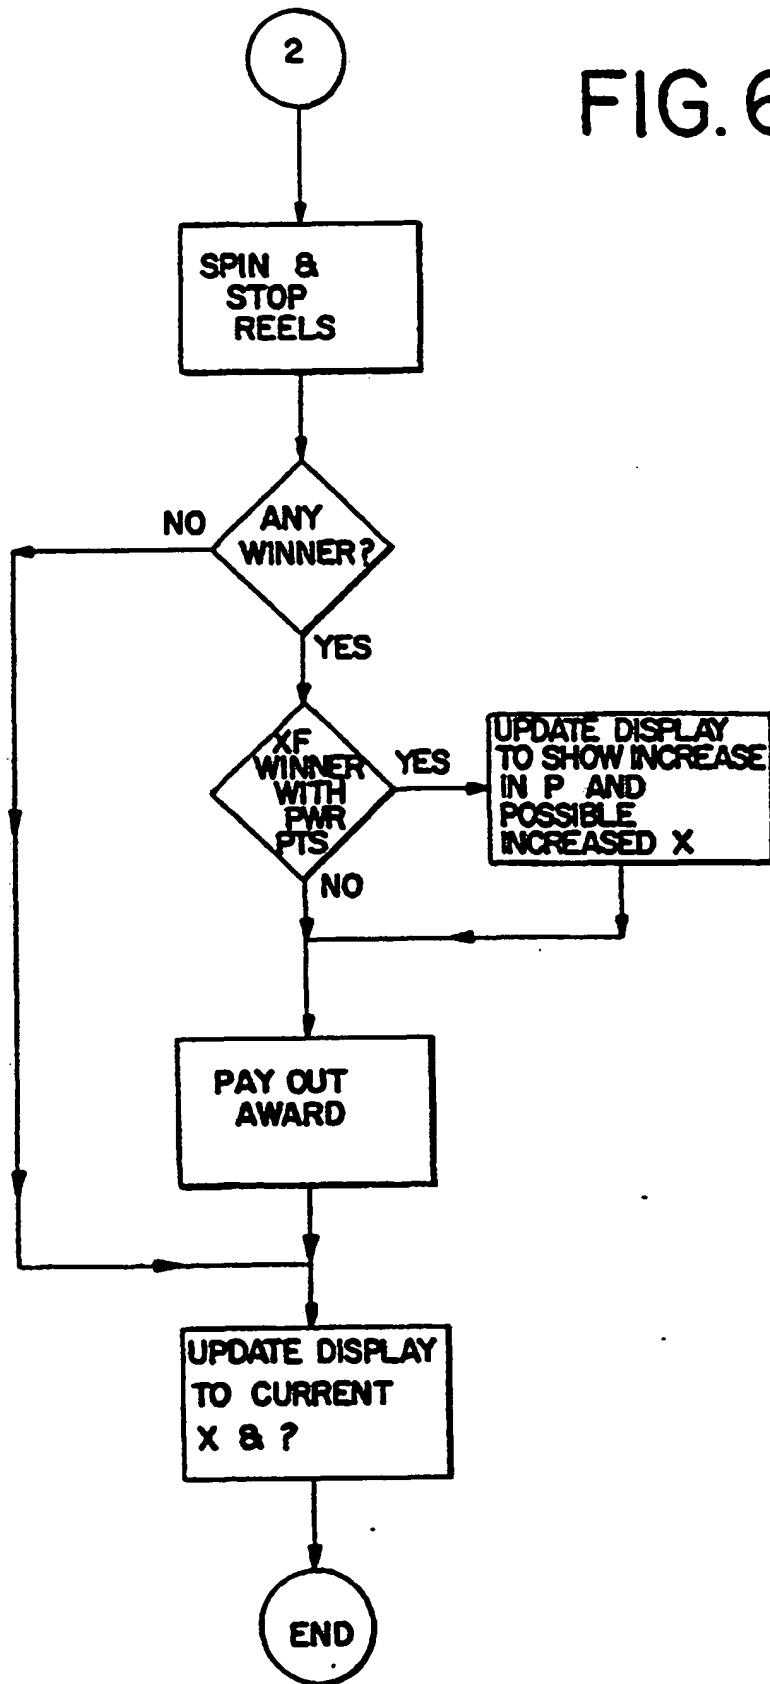 2
FIG. 6
SPIN &
STOP
REELS
ANY
WINNER?
NO
YES
XF
WINNER
WITH
PWR
PTS
YES
NO
UPDATE DISPLAY
TO SHOW INCREASE
IN P AND
POSSIBLE
INCREASED X
PAY OUT
AWARD
UPDATE DISPLAY
TO CURRENT
X & ?
END